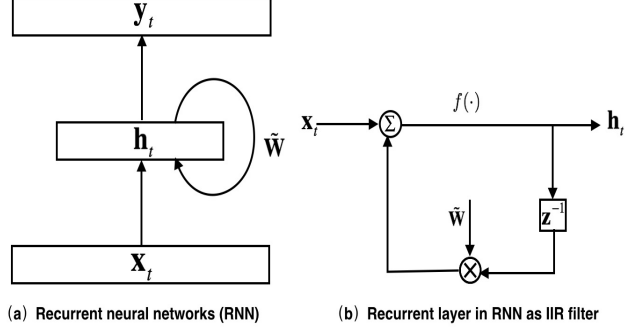 y_t
h_t
W̃
x_t
(a) Recurrent neural networks (RNN)
f(·)
x_t
Σ
h_t
W̃
z⁻¹
(b) Recurrent layer in RNN as IIR filter